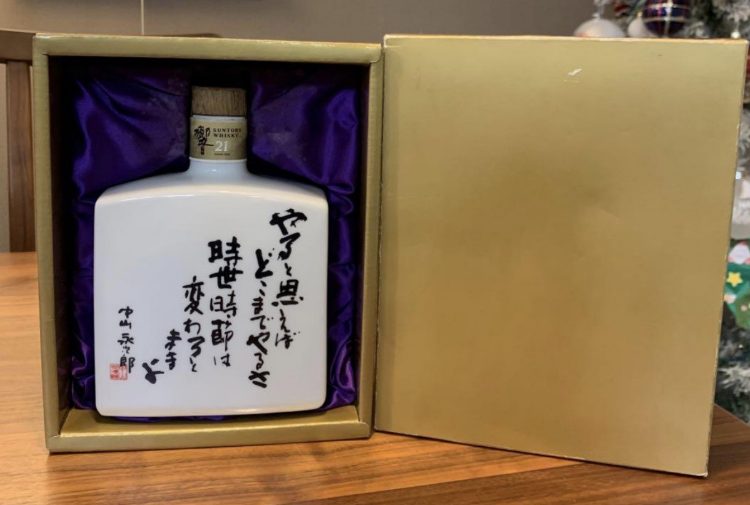 響
SUNTORY
WHISKY
21
やると思えば
どこまでやるさ
時世時節は
変わろと
まま
よ
中山